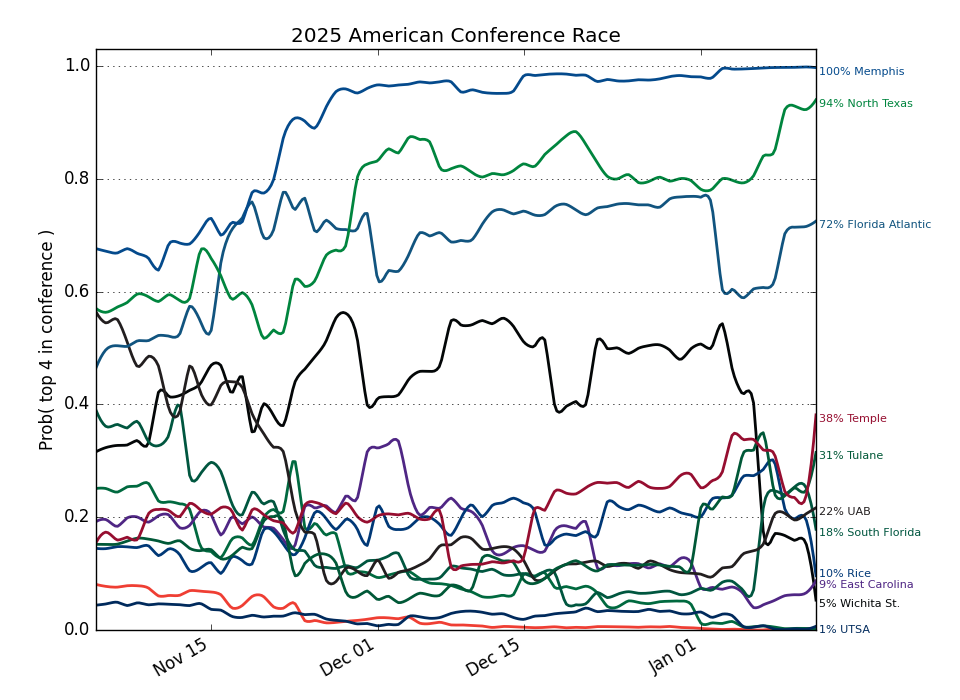 2025 American Conference Race
Prob( top 4 in conference )
1.0
0.8
0.6
0.4
0.2
0.0
Nov 15
Dec 01
Dec 15
Jan 01
100% Memphis
94% North Texas
72% Florida Atlantic
38% Temple
31% Tulane
22% UAB
18% South Florida
10% Rice
9% East Carolina
5% Wichita St.
1% UTSA